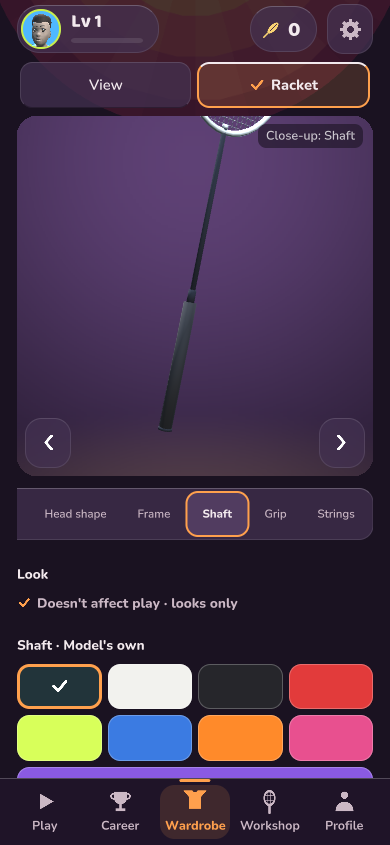 Lv 1
0
View
Racket
Close-up: Shaft
Head shape
Frame
Shaft
Grip
Strings
Look
Doesn't affect play · looks only
Shaft · Model's own
Play
Career
Wardrobe
Workshop
Profile